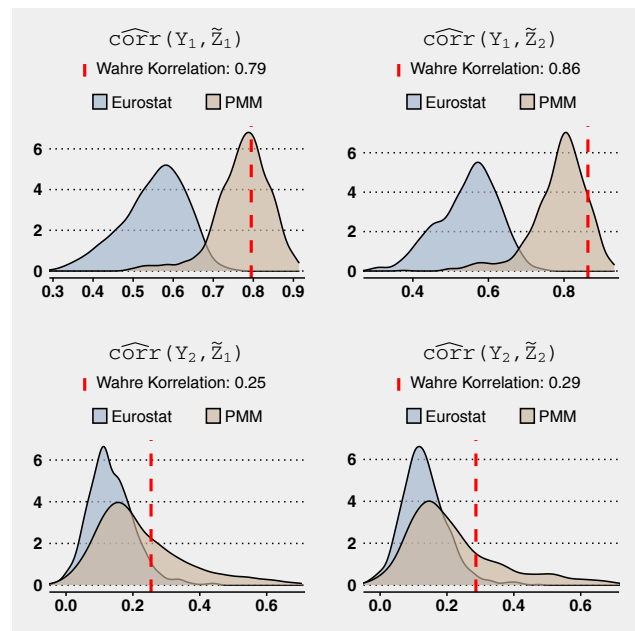 c͡orr(Y₁,Z̃₁)
Wahre Korrelation: 0.79
Eurostat PMM
6
4
2
0
0.3 0.4 0.5 0.6 0.7 0.8 0.9
c͡orr(Y₁,Z̃₂)
Wahre Korrelation: 0.86
Eurostat PMM
6
4
2
0
0.4 0.6 0.8
c͡orr(Y₂,Z̃₁)
Wahre Korrelation: 0.25
Eurostat PMM
6
4
2
0
0.0 0.2 0.4 0.6
c͡orr(Y₂,Z̃₂)
Wahre Korrelation: 0.29
Eurostat PMM
6
4
2
0
0.0 0.2 0.4 0.6